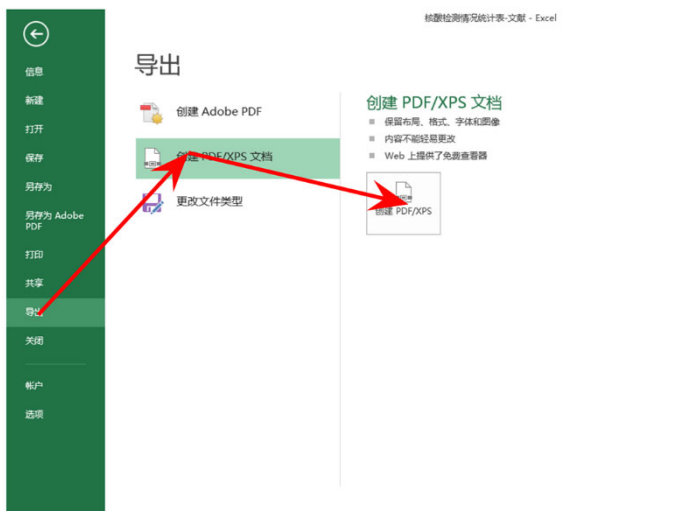 核酸检测情况统计表-文献 - Excel
信息
新建
打开
保存
另存为
另存为 Adobe
PDF
打印
共享
导出
关闭
帐户
选项
导出
创建 Adobe PDF
创建 PDF/XPS 文档
更改文件类型
创建 PDF/XPS 文档
保留布局、格式、字体和图像
内容不能轻易更改
Web 上提供了免费查看器
创建 PDF/XPS